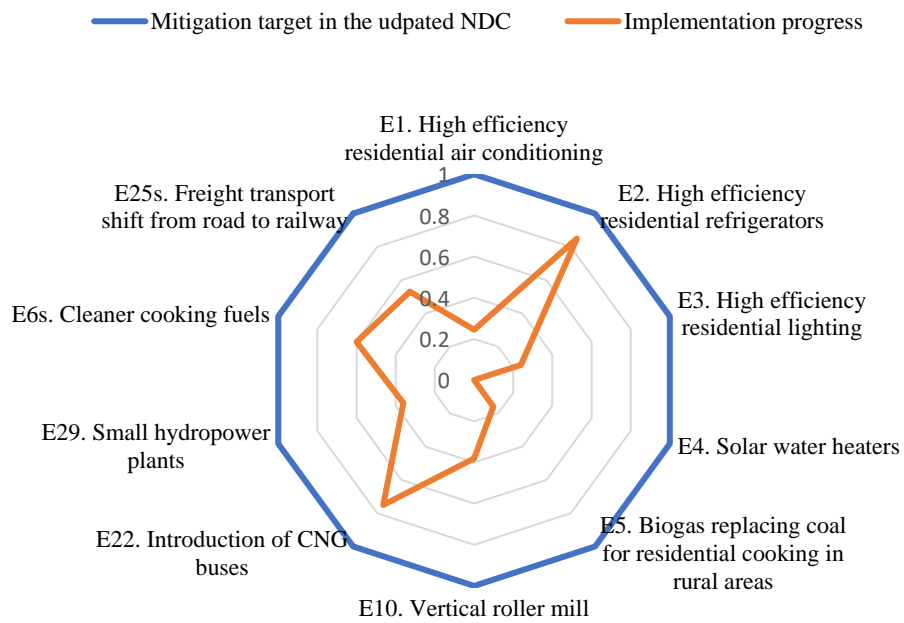 Mitigation target in the udpated NDC
Implementation progress
E1. High efficiency
residential air conditioning
E2. High efficiency
residential refrigerators
E3. High efficiency
residential lighting
E4. Solar water heaters
E5. Biogas replacing coal
for residential cooking in
rural areas
E10. Vertical roller mill
E22. Introduction of CNG
buses
E29. Small hydropower
plants
E6s. Cleaner cooking fuels
E25s. Freight transport
shift from road to railway
1
0.8
0.6
0.4
0.2
0